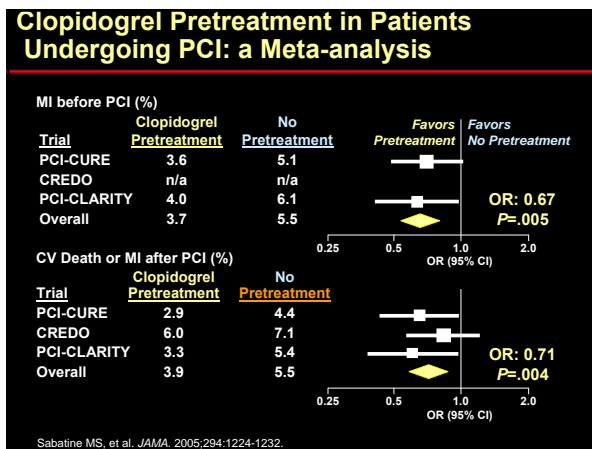 Clopidogrel Pretreatment in Patients
Undergoing PCI: a Meta-analysis
MI before PCI (%)
Clopidogrel No
Trial Pretreatment Pretreatment
Favors Favors
Pretreatment No Pretreatment
PCI-CURE 3.6 5.1
CREDO n/a n/a
PCI-CLARITY 4.0 6.1 OR: 0.67
Overall 3.7 5.5 P=.005
0.25 0.5 1.0 2.0
OR (95% CI)
CV Death or MI after PCI (%)
Clopidogrel No
Trial Pretreatment Pretreatment
PCI-CURE 2.9 4.4
CREDO 6.0 7.1
PCI-CLARITY 3.3 5.4 OR: 0.71
Overall 3.9 5.5 P=.004
0.25 0.5 1.0 2.0
OR (95% CI)
Sabatine MS, et al. JAMA. 2005;294:1224-1232.